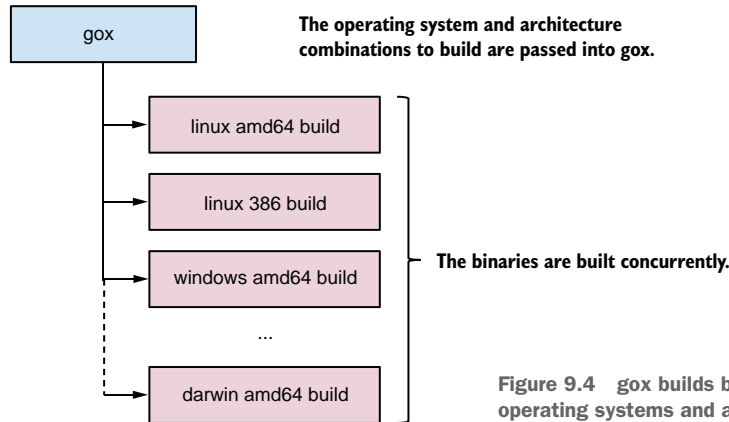 gox
The operating system and architecture
combinations to build are passed into gox.
linux amd64 build
linux 386 build
windows amd64 build
The binaries are built concurrently.
...
darwin amd64 build
Figure 9.4 gox builds
operating systems and